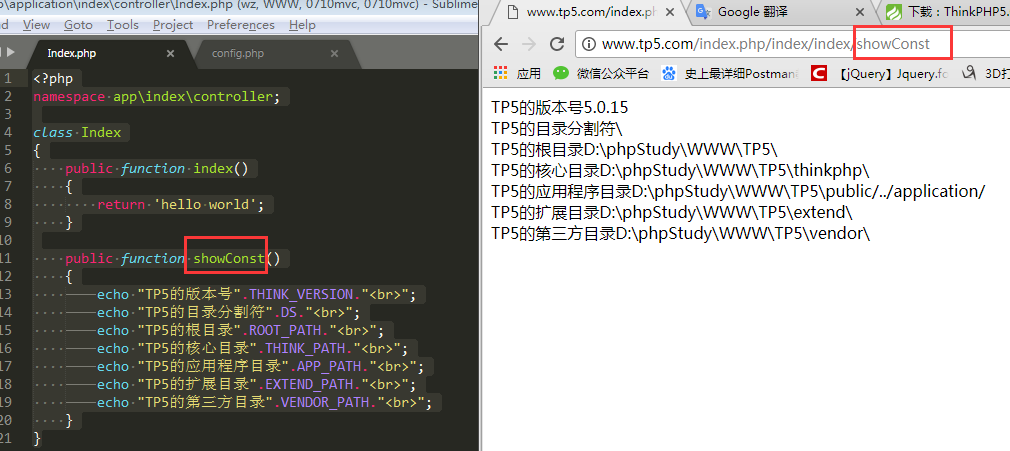 p\application\index\controller\Index.php (wz, WWW, 0710mvc, 0710mvc) - Sublime
View Goto Tools Project Preferences Help
Index.php × config.php ×
1 <?php
2 namespace app\index\controller;
3
4 class Index
5 {
6 public function index()
7 {
8 return 'hello world';
9 }
10
11 public function showConst()
12 {
13 echo "TP5的版本号".THINK_VERSION."<br>";
14 echo "TP5的目录分割符".DS."<br>";
15 echo "TP5的根目录".ROOT_PATH."<br>";
16 echo "TP5的核心目录".THINK_PATH."<br>";
17 echo "TP5的应用程序目录".APP_PATH."<br>";
18 echo "TP5的扩展目录".EXTEND_PATH."<br>";
19 echo "TP5的第三方目录".VENDOR_PATH."<br>";
20 }
21 }
www.tp5.com/index.ph × Google 翻译 × 下载：ThinkPHP5.
www.tp5.com/index.php/index/index/showConst
应用 微信公众平台 史上最详细Postman 【jQuery】Jquery.fo 3D打
TP5的版本号5.0.15
TP5的目录分割符\
TP5的根目录D:\phpStudy\WWW\TP5\
TP5的核心目录D:\phpStudy\WWW\TP5\thinkphp\
TP5的应用程序目录D:\phpStudy\WWW\TP5\public/../application/
TP5的扩展目录D:\phpStudy\WWW\TP5\extend\
TP5的第三方目录D:\phpStudy\WWW\TP5\vendor\